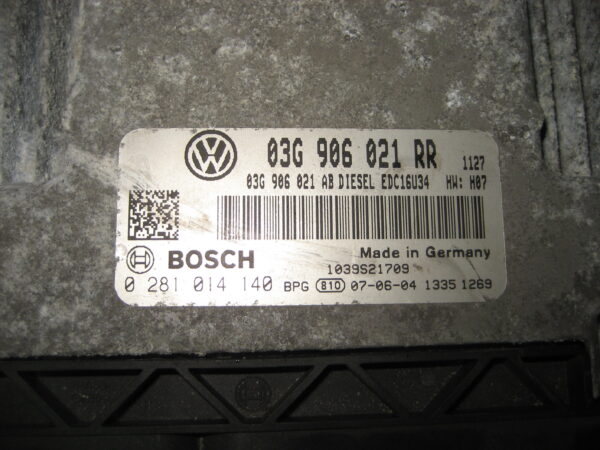 03G 906 021 RR 1127
03G 906 021 AB DIESEL EDC16U34 HW: H07
BOSCH Made in Germany
1039S21709
0 281 014 140 BPG 810 07-06-04 1335 1269